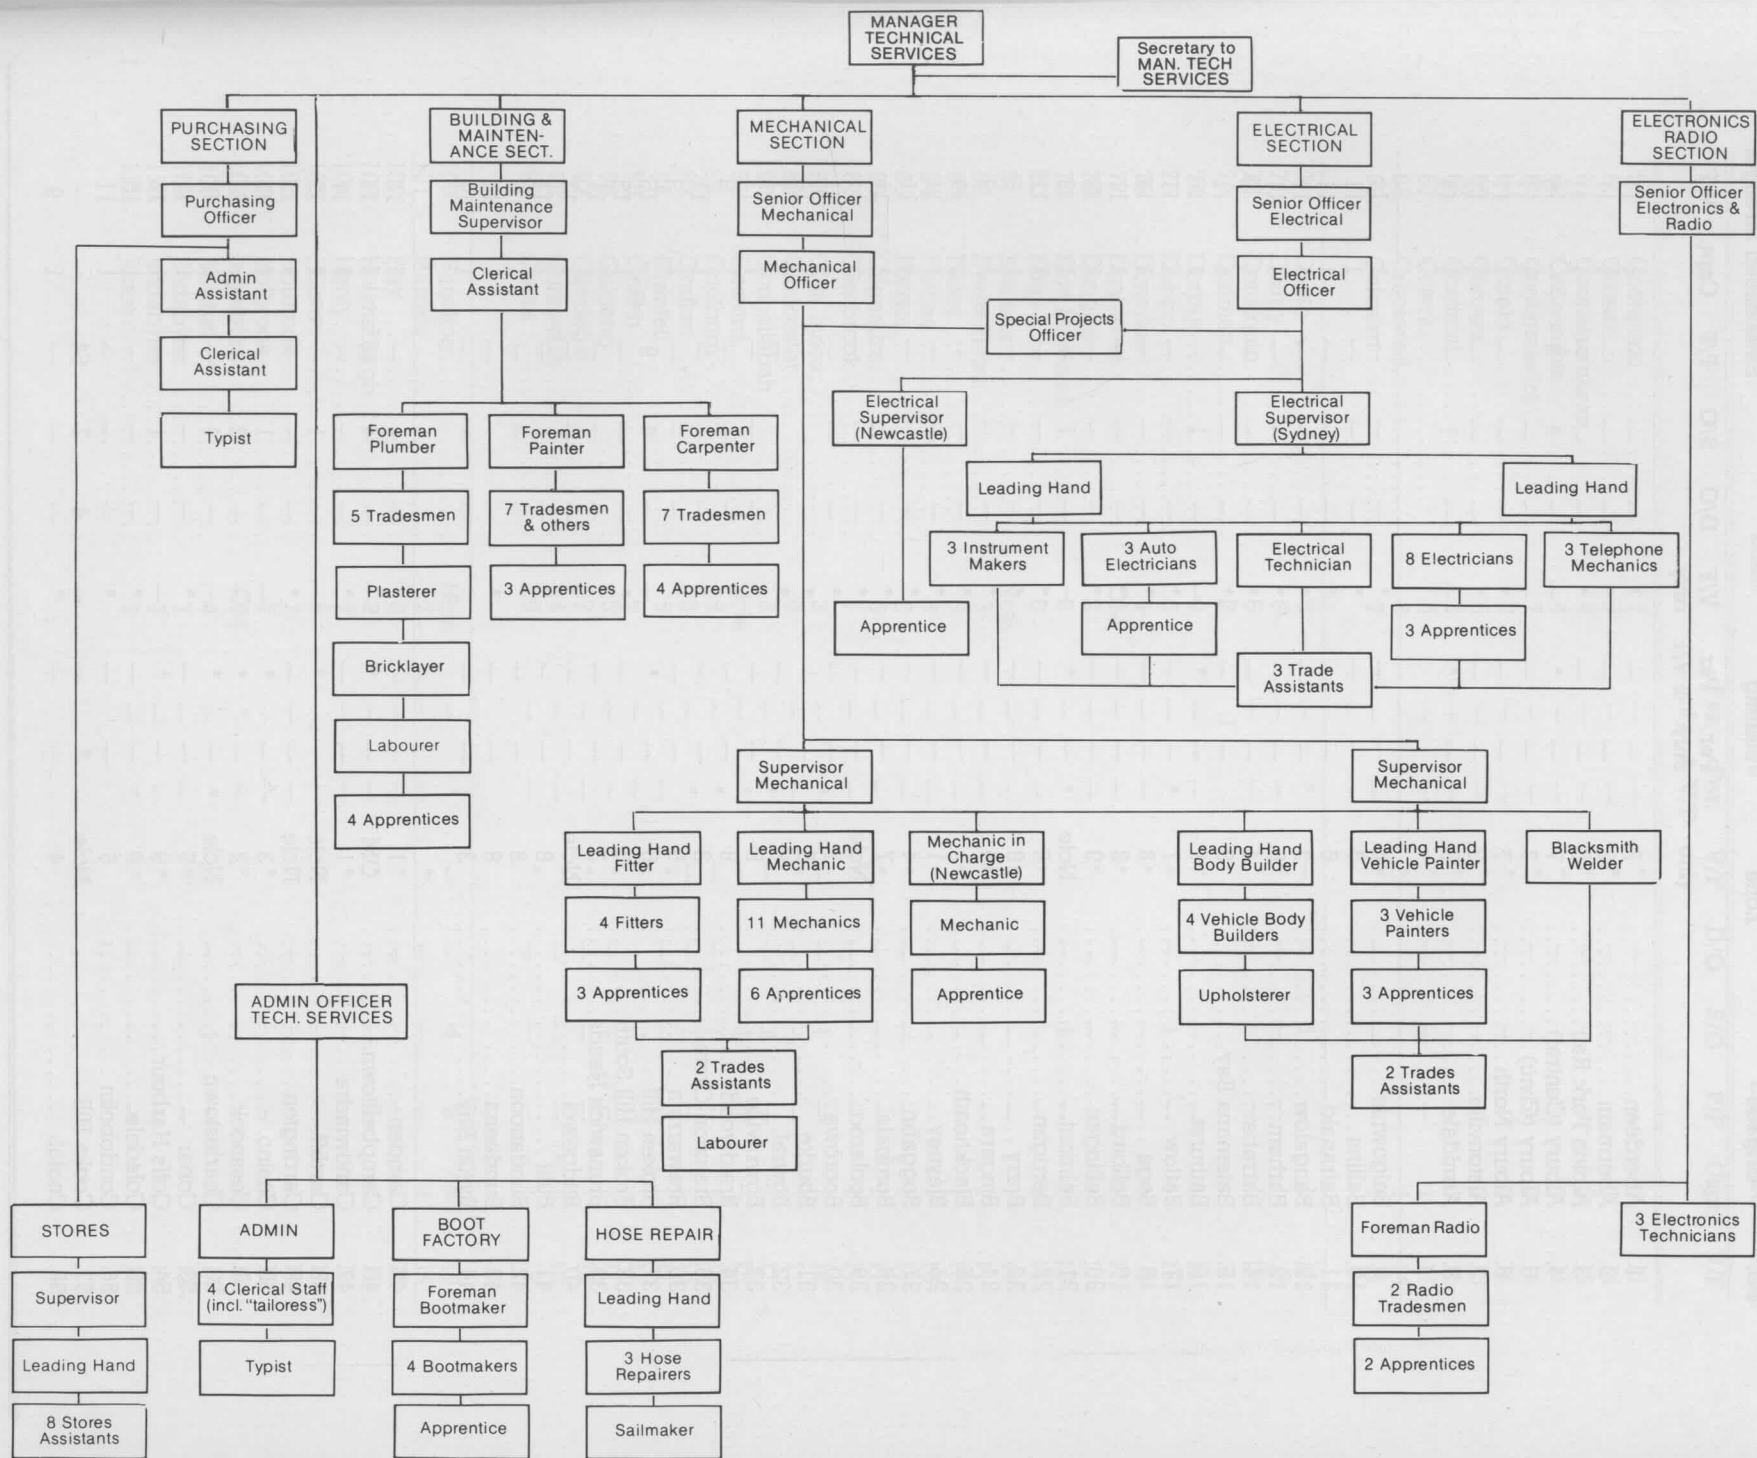 MANAGER
TECHNICAL
SERVICES
Secretary to
MAN. TECH
SERVICES
PURCHASING
SECTION
Purchasing
Officer
Admin
Assistant
Clerical
Assistant
Typist
BUILDING &
MAINTEN-
ANCE SECT.
Building
Maintenance
Supervisor
Clerical
Assistant
Foreman
Plumber
5 Tradesmen
Plasterer
Bricklayer
Labourer
4 Apprentices
Foreman
Painter
7 Tradesmen
& others
3 Apprentices
Foreman
Carpenter
7 Tradesmen
4 Apprentices
MECHANICAL
SECTION
Senior Officer
Mechanical
Mechanical
Officer
Special Projects
Officer
ELECTRICAL
SECTION
Senior Officer
Electrical
Electrical
Officer
Electrical
Supervisor
(Newcastle)
Apprentice
Electrical
Supervisor
(Sydney)
Leading Hand
Leading Hand
3 Instrument
Makers
3 Auto
Electricians
Apprentice
Electrical
Technician
8 Electricians
3 Apprentices
3 Telephone
Mechanics
3 Trade
Assistants
ELECTRONICS
RADIO
SECTION
Senior Officer
Electronics &
Radio
Supervisor
Mechanical
Leading Hand
Fitter
4 Fitters
3 Apprentices
Leading Hand
Mechanic
11 Mechanics
6 Apprentices
2 Trades
Assistants
Labourer
Mechanic in
Charge
(Newcastle)
Mechanic
Apprentice
Supervisor
Mechanical
Leading Hand
Body Builder
4 Vehicle Body
Builders
Upholsterer
Leading Hand
Vehicle Painter
3 Vehicle
Painters
3 Apprentices
Blacksmith
Welder
2 Trades
Assistants
ADMIN OFFICER
TECH. SERVICES
STORES
Supervisor
Leading Hand
8 Stores
Assistants
ADMIN
4 Clerical Staff
(incl. "tailoress")
Typist
BOOT
FACTORY
Foreman
Bootmaker
4 Bootmakers
Apprentice
HOSE REPAIR
Leading Hand
3 Hose
Repairers
Sailmaker
Foreman Radio
2 Radio
Tradesmen
2 Apprentices
3 Electronics
Technicians